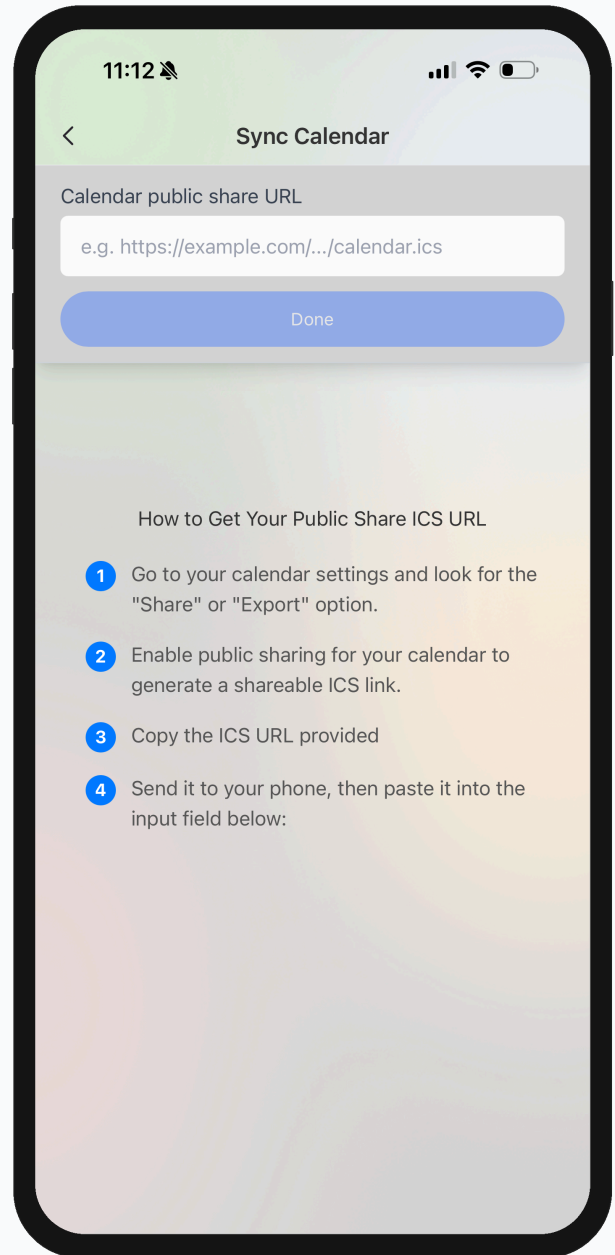 11:12
Sync Calendar
Calendar public share URL
e.g. https://example.com/.../calendar.ics
Done
How to Get Your Public Share ICS URL
1 Go to your calendar settings and look for the
"Share" or "Export" option.
2 Enable public sharing for your calendar to
generate a shareable ICS link.
3 Copy the ICS URL provided
4 Send it to your phone, then paste it into the
input field below: